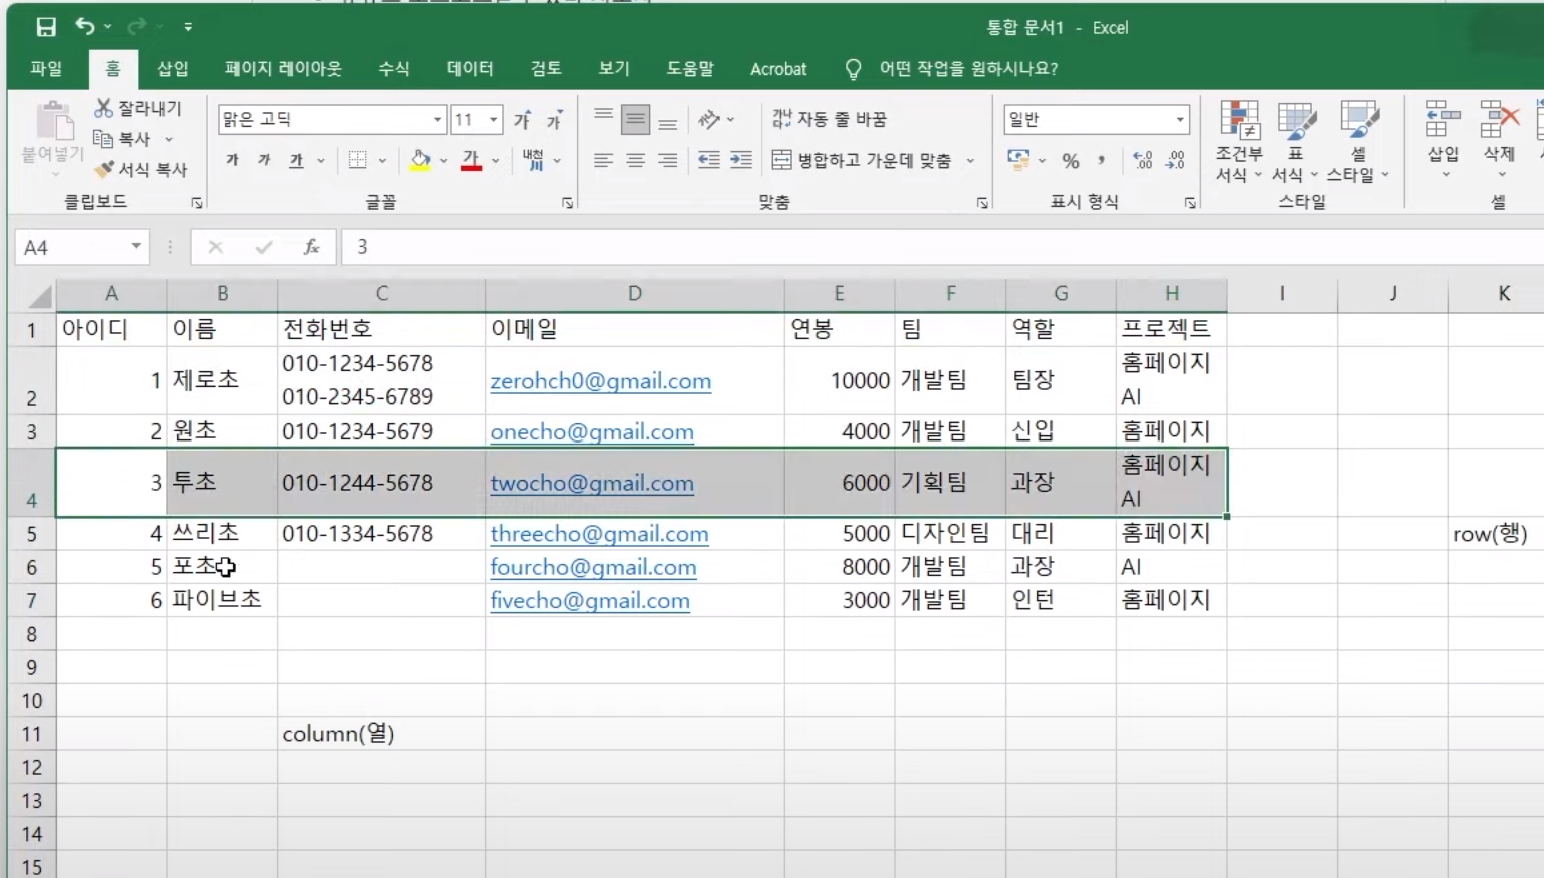 통합 문서1 - Excel
파일 홈 삽입 페이지 레이아웃 수식 데이터 검토 보기 도움말 Acrobat 어떤 작업을 원하시나요?
붙여넣기
잘라내기
복사
서식 복사
클립보드
맑은 고딕 11 가 가
가 가 가 가 내천
글꼴
자동 줄 바꿈
병합하고 가운데 맞춤
맞춤
일반
% , .00 .00
표시 형식
조건부 서식
표 서식
셀 스타일
스타일
삽입 삭제
셀
A4 fx 3
A B C D E F G H I J K
1 아이디 이름 전화번호 이메일 연봉 팀 역할 프로젝트
2 1 제로초 010-1234-5678 010-2345-6789 zerohch0@gmail.com 10000 개발팀 팀장 홈페이지 AI
3 2 원초 010-1234-5679 onecho@gmail.com 4000 개발팀 신입 홈페이지
4 3 투초 010-1244-5678 twocho@gmail.com 6000 기획팀 과장 홈페이지 AI
5 4 쓰리초 010-1334-5678 threecho@gmail.com 5000 디자인팀 대리 홈페이지 row(행)
6 5 포초 fourcho@gmail.com 8000 개발팀 과장 AI
7 6 파이브초 fivecho@gmail.com 3000 개발팀 인턴 홈페이지
8
9
10
11 column(열)
12
13
14
15